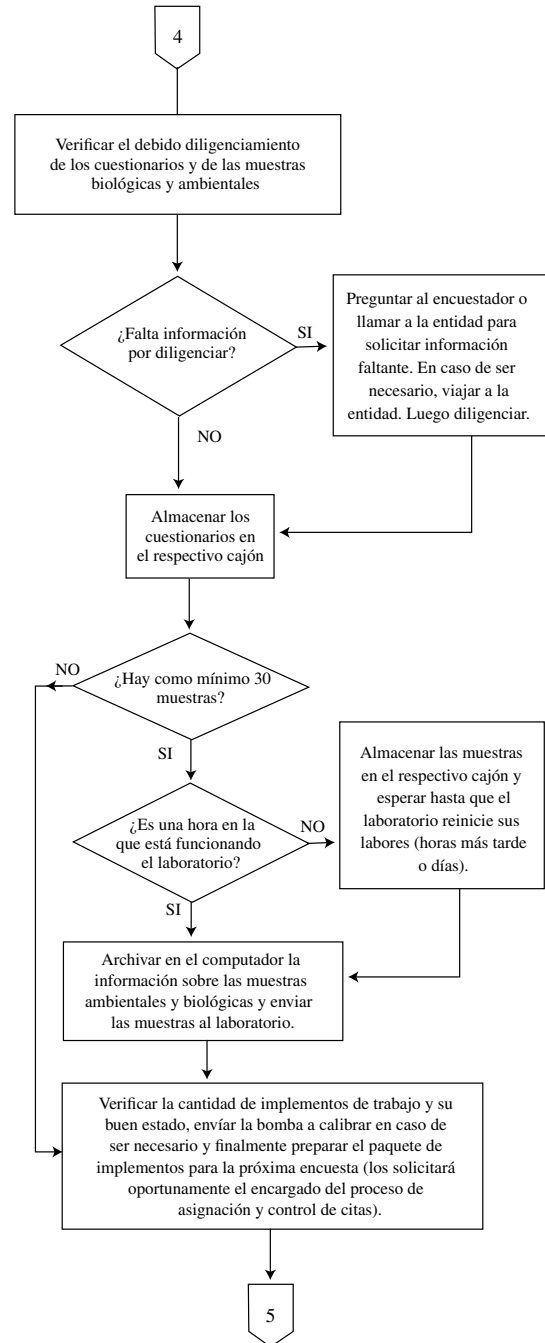 4
Verificar el debido diligenciamiento
de los cuestionarios y de las muestras
biológicas y ambientales
¿Falta información
por diligenciar?
SI
Preguntar al encuestador o
llamar a la entidad para
solicitar información
faltante. En caso de ser
necesario, viajar a la
entidad. Luego diligenciar.
NO
Almacenar los
cuestionarios en
el respectivo cajón
NO
¿Hay como mínimo 30
muestras?
SI
¿Es una hora en la
que está funcionando
el laboratorio?
NO
Almacenar las muestras
en el respectivo cajón y
esperar hasta que el
laboratorio reinicie sus
labores (horas más tarde
o días).
SI
Archivar en el computador la
información sobre las muestras
ambientales y biológicas y enviar
las muestras al laboratorio.
Verificar la cantidad de implementos de trabajo y su
buen estado, envíar la bomba a calibrar en caso de
ser necesario y finalmente preparar el paquete de
implementos para la próxima encuesta (los solicitará
oportunamente el encargado del proceso de
asignación y control de citas).
5